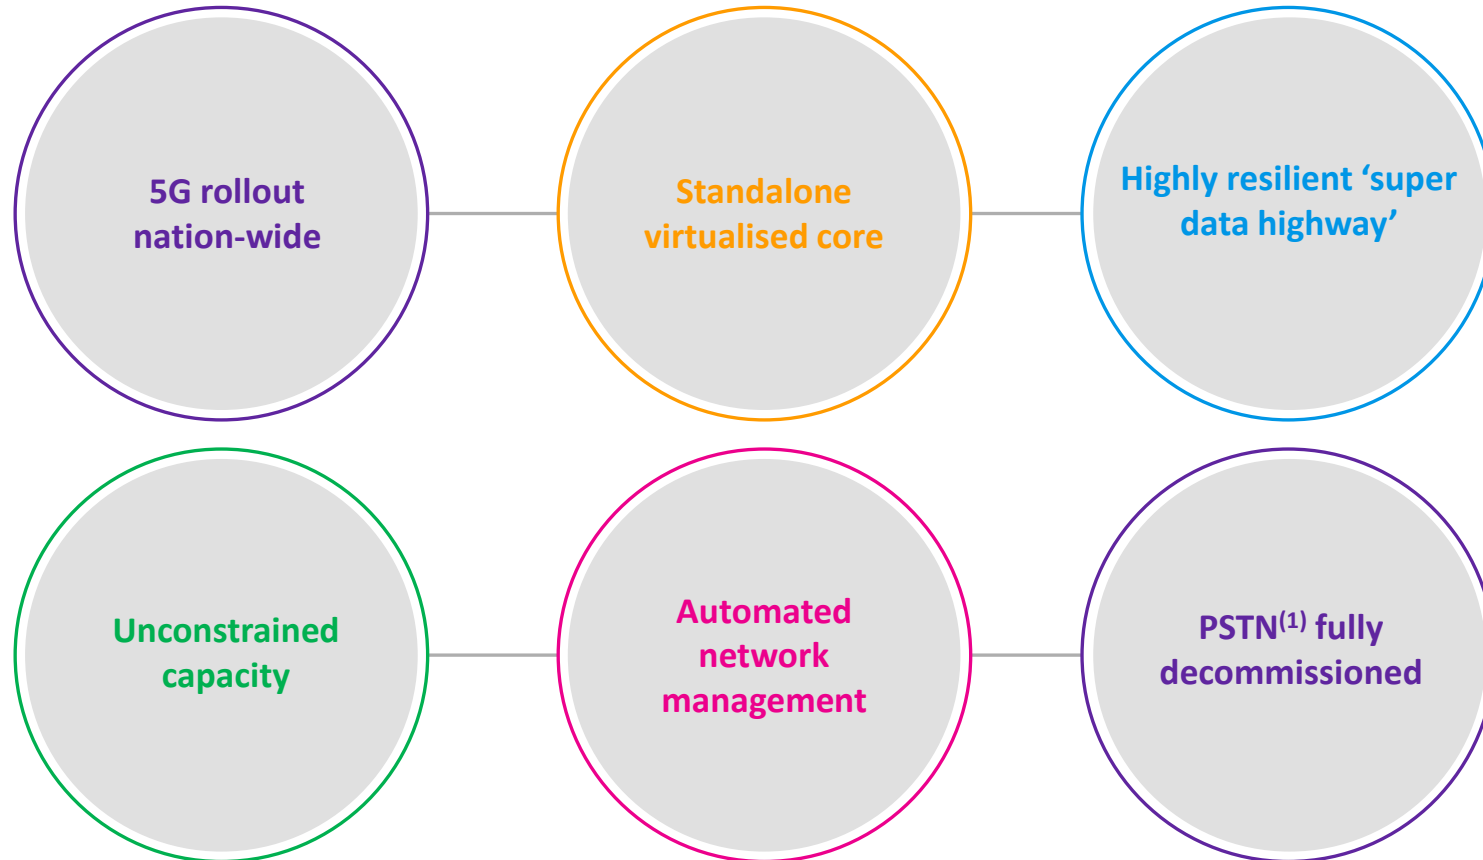 5G rollout
nation-wide
Standalone
virtualised core
Highly resilient ‘super
data highway’
Unconstrained
capacity
Automated
network
management
PSTN(1) fully
decommissioned